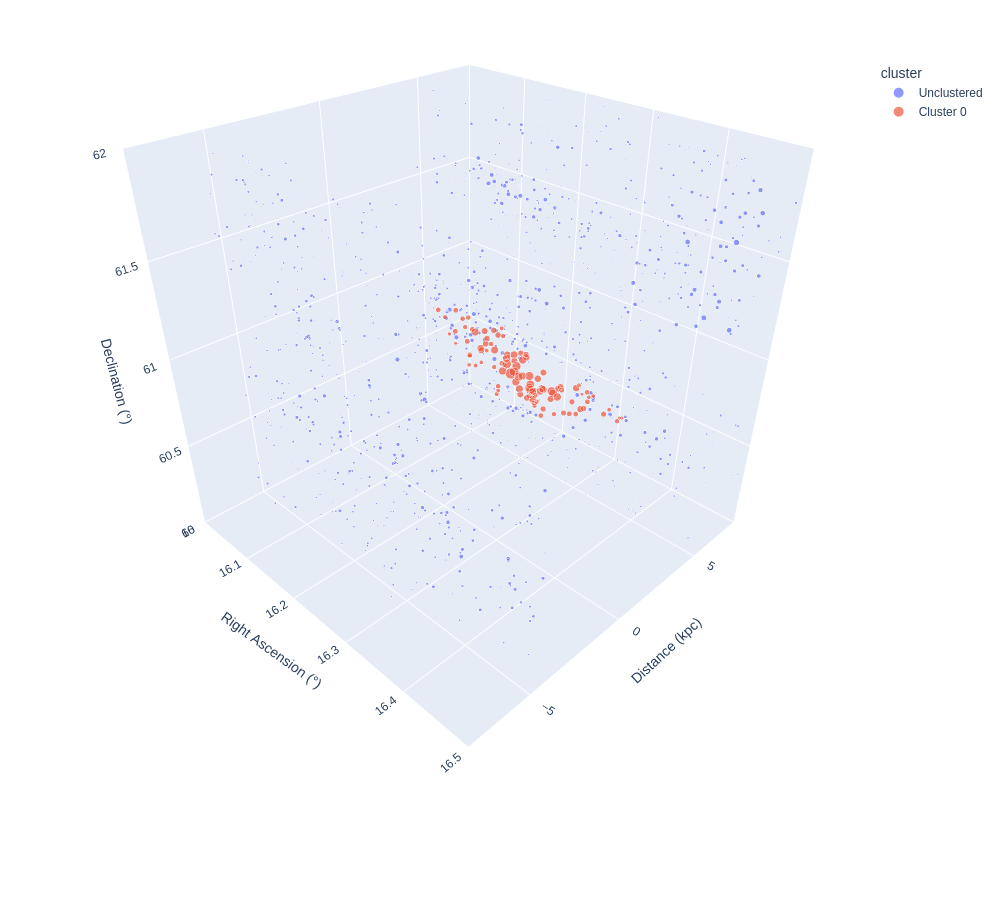 cluster
Unclustered
Cluster 0
62
61.5
61
60.5
Declination (°)
16.1
16.2
16.3
16.4
16.5
Right Ascension (°)
−5
0
5
Distance (kpc)